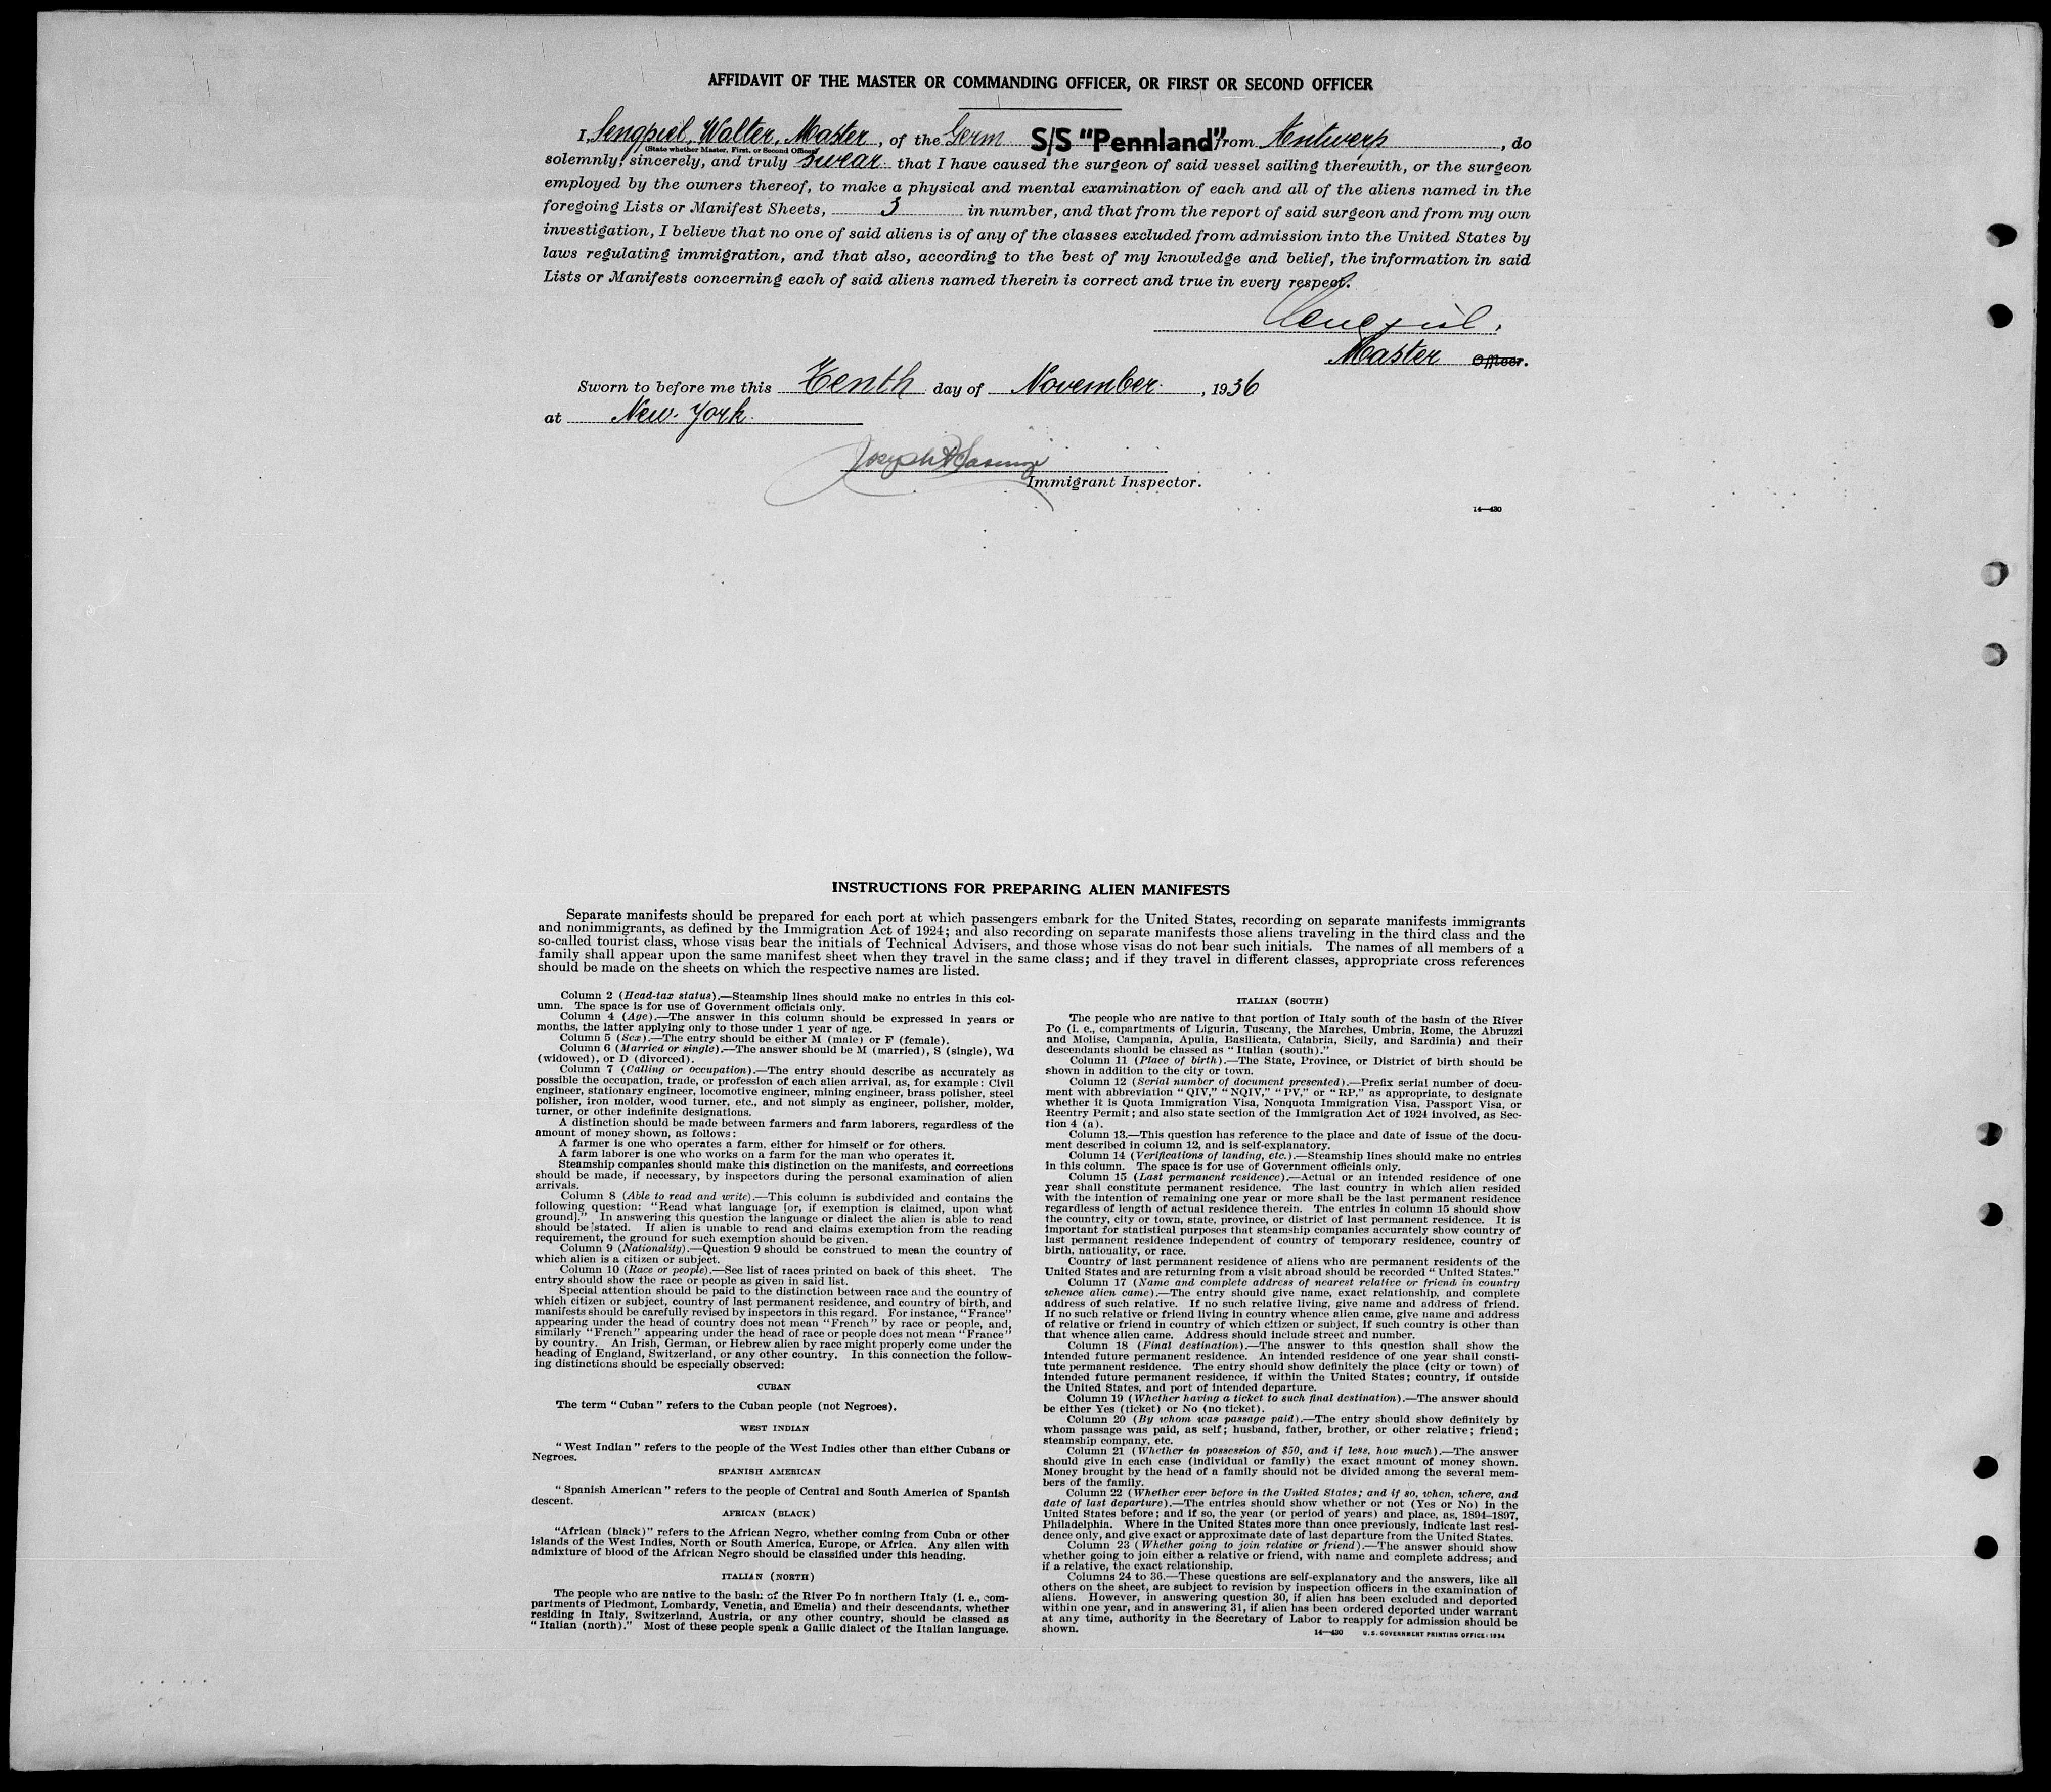 AFFIDAVIT OF THE MASTER OR COMMANDING OFFICER, OR FIRST OR SECOND OFFICER
I, Sengpiel, Walter, Master, of the Germ S/S "Pennland" from Antwerp, do
(State whether Master, First, or Second Officer)
solemnly, sincerely, and truly swear that I have caused the surgeon of said vessel sailing therewith, or the surgeon
employed by the owners thereof, to make a physical and mental examination of each and all of the aliens named in the
foregoing Lists or Manifest Sheets, 3 in number, and that from the report of said surgeon and from my own
investigation, I believe that no one of said aliens is of any of the classes excluded from admission into the United States by
laws regulating immigration, and that also, according to the best of my knowledge and belief, the information in said
Lists or Manifests concerning each of said aliens named therein is correct and true in every respect.
Sengpiel.
Master Officer.
Sworn to before me this Tenth day of November, 1936
at New-York.
Joseph
Immigrant Inspector.
14—430
INSTRUCTIONS FOR PREPARING ALIEN MANIFESTS
Separate manifests should be prepared for each port at which passengers embark for the United States, recording on separate manifests immigrants
and nonimmigrants, as defined by the Immigration Act of 1924; and also recording on separate manifests those aliens traveling in the third class and the
so-called tourist class, whose visas bear the initials of Technical Advisers, and those whose visas do not bear such initials. The names of all members of a
family shall appear upon the same manifest sheet when they travel in the same class; and if they travel in different classes, appropriate cross references
should be made on the sheets on which the respective names are listed.
Column 2 (Head-tax status).—Steamship lines should make no entries in this col-
umn. The space is for use of Government officials only.
Column 4 (Age).—The answer in this column should be expressed in years or
months, the latter applying only to those under 1 year of age.
Column 5 (Sex).—The entry should be either M (male) or F (female).
Column 6 (Married or single).—The answer should be M (married), S (single), Wd
(widowed), or D (divorced).
Column 7 (Calling or occupation).—The entry should describe as accurately as
possible the occupation, trade, or profession of each alien arrival, as, for example: Civil
engineer, stationary engineer, locomotive engineer, mining engineer, brass polisher, steel
polisher, iron molder, wood turner, etc., and not simply as engineer, polisher, molder,
turner, or other indefinite designations.
A distinction should be made between farmers and farm laborers, regardless of the
amount of money shown, as follows:
A farmer is one who operates a farm, either for himself or for others.
A farm laborer is one who works on a farm for the man who operates it.
Steamship companies should make this distinction on the manifests, and corrections
should be made, if necessary, by inspectors during the personal examination of alien
arrivals.
Column 8 (Able to read and write).—This column is subdivided and contains the
following question: "Read what language [or, if exemption is claimed, upon what
ground]." In answering this question the language or dialect the alien is able to read
should be stated. If alien is unable to read and claims exemption from the reading
requirement, the ground for such exemption should be given.
Column 9 (Nationality).—Question 9 should be construed to mean the country of
which alien is a citizen or subject.
Column 10 (Race or people).—See list of races printed on back of this sheet. The
entry should show the race or people as given in said list.
Special attention should be paid to the distinction between race and the country of
which citizen or subject, country of last permanent residence, and country of birth, and
manifests should be carefully revised by inspectors in this regard. For instance, "France"
appearing under the head of country does not mean "French" by race or people, and,
similarly "French" appearing under the head of race or people does not mean "France"
by country. An Irish, German, or Hebrew alien by race might properly come under the
heading of England, Switzerland, or any other country. In this connection the follow-
ing distinctions should be especially observed:
CUBAN
The term "Cuban" refers to the Cuban people (not Negroes).
WEST INDIAN
"West Indian" refers to the people of the West Indies other than either Cubans or
Negroes.
SPANISH AMERICAN
"Spanish American" refers to the people of Central and South America of Spanish
descent.
AFRICAN (BLACK)
"African (black)" refers to the African Negro, whether coming from Cuba or other
islands of the West Indies, North or South America, Europe, or Africa. Any alien with
admixture of blood of the African Negro should be classified under this heading.
ITALIAN (NORTH)
The people who are native to the basin of the River Po in northern Italy (i. e., com-
partments of Piedmont, Lombardy, Venetia, and Emelia) and their descendants, whether
residing in Italy, Switzerland, Austria, or any other country, should be classed as
"Italian (north)." Most of these people speak a Gallic dialect of the Italian language.
ITALIAN (SOUTH)
The people who are native to that portion of Italy south of the basin of the River
Po (i. e., compartments of Liguria, Tuscany, the Marches, Umbria, Rome, the Abruzzi
and Molise, Campania, Apulia, Basilicata, Calabria, Sicily, and Sardinia) and their
descendants should be classed as "Italian (south)."
Column 11 (Place of birth).—The State, Province, or District of birth should be
shown in addition to the city or town.
Column 12 (Serial number of document presented).—Prefix serial number of docu-
ment with abbreviation "QIV," "NQIV," "PV," or "RP," as appropriate, to designate
whether it is Quota Immigration Visa, Nonquota Immigration Visa, Passport Visa, or
Reentry Permit; and also state section of the Immigration Act of 1924 involved, as Sec-
tion 4 (a).
Column 13.—This question has reference to the place and date of issue of the docu-
ment described in column 12, and is self-explanatory.
Column 14 (Verifications of landing, etc.).—Steamship lines should make no entries
in this column. The space is for use of Government officials only.
Column 15 (Last permanent residence).—Actual or an intended residence of one
year shall constitute permanent residence. The last country in which alien resided
with the intention of remaining one year or more shall be the last permanent residence
regardless of length of actual residence therein. The entries in column 15 should show
the country, city or town, state, province, or district of last permanent residence. It is
important for statistical purposes that steamship companies accurately show country of
last permanent residence independent of country of temporary residence, country of
birth, nationality, or race.
Country of last permanent residence of aliens who are permanent residents of the
United States and are returning from a visit abroad should be recorded "United States."
Column 17 (Name and complete address of nearest relative or friend in country
whence alien came).—The entry should give name, exact relationship, and complete
address of such relative. If no such relative living, give name and address of friend.
If no such relative or friend living in country whence alien came, give name and address
of relative or friend in country of which citizen or subject, if such country is other than
that whence alien came. Address should include street and number.
Column 18 (Final destination).—The answer to this question shall show the
intended future permanent residence. An intended residence of one year shall consti-
tute permanent residence. The entry should show definitely the place (city or town) of
intended future permanent residence, if within the United States; country, if outside
the United States, and port of intended departure.
Column 19 (Whether having a ticket to such final destination).—The answer should
be either Yes (ticket) or No (no ticket).
Column 20 (By whom was passage paid).—The entry should show definitely by
whom passage was paid, as self; husband, father, brother, or other relative; friend;
steamship company, etc.
Column 21 (Whether in possession of $50, and if less, how much).—The answer
should give in each case (individual or family) the exact amount of money shown.
Money brought by the head of a family should not be divided among the several mem-
bers of the family.
Column 22 (Whether ever before in the United States; and if so, when, where, and
date of last departure).—The entries should show whether or not (Yes or No) in the
United States before; and if so, the year (or period of years) and place, as, 1894–1897,
Philadelphia. Where in the United States more than once previously, indicate last resi-
dence only, and give exact or approximate date of last departure from the United States.
Column 23 (Whether going to join relative or friend).—The answer should show
whether going to join either a relative or friend, with name and complete address; and
if a relative, the exact relationship.
Columns 24 to 36.—These questions are self-explanatory and the answers, like all
others on the sheet, are subject to revision by inspection officers in the examination of
aliens. However, in answering question 30, if alien has been excluded and deported
within one year, and in answering 31, if alien has been ordered deported under warrant
at any time, authority in the Secretary of Labor to reapply for admission should be
shown.
14—430 U.S. GOVERNMENT PRINTING OFFICE: 1934